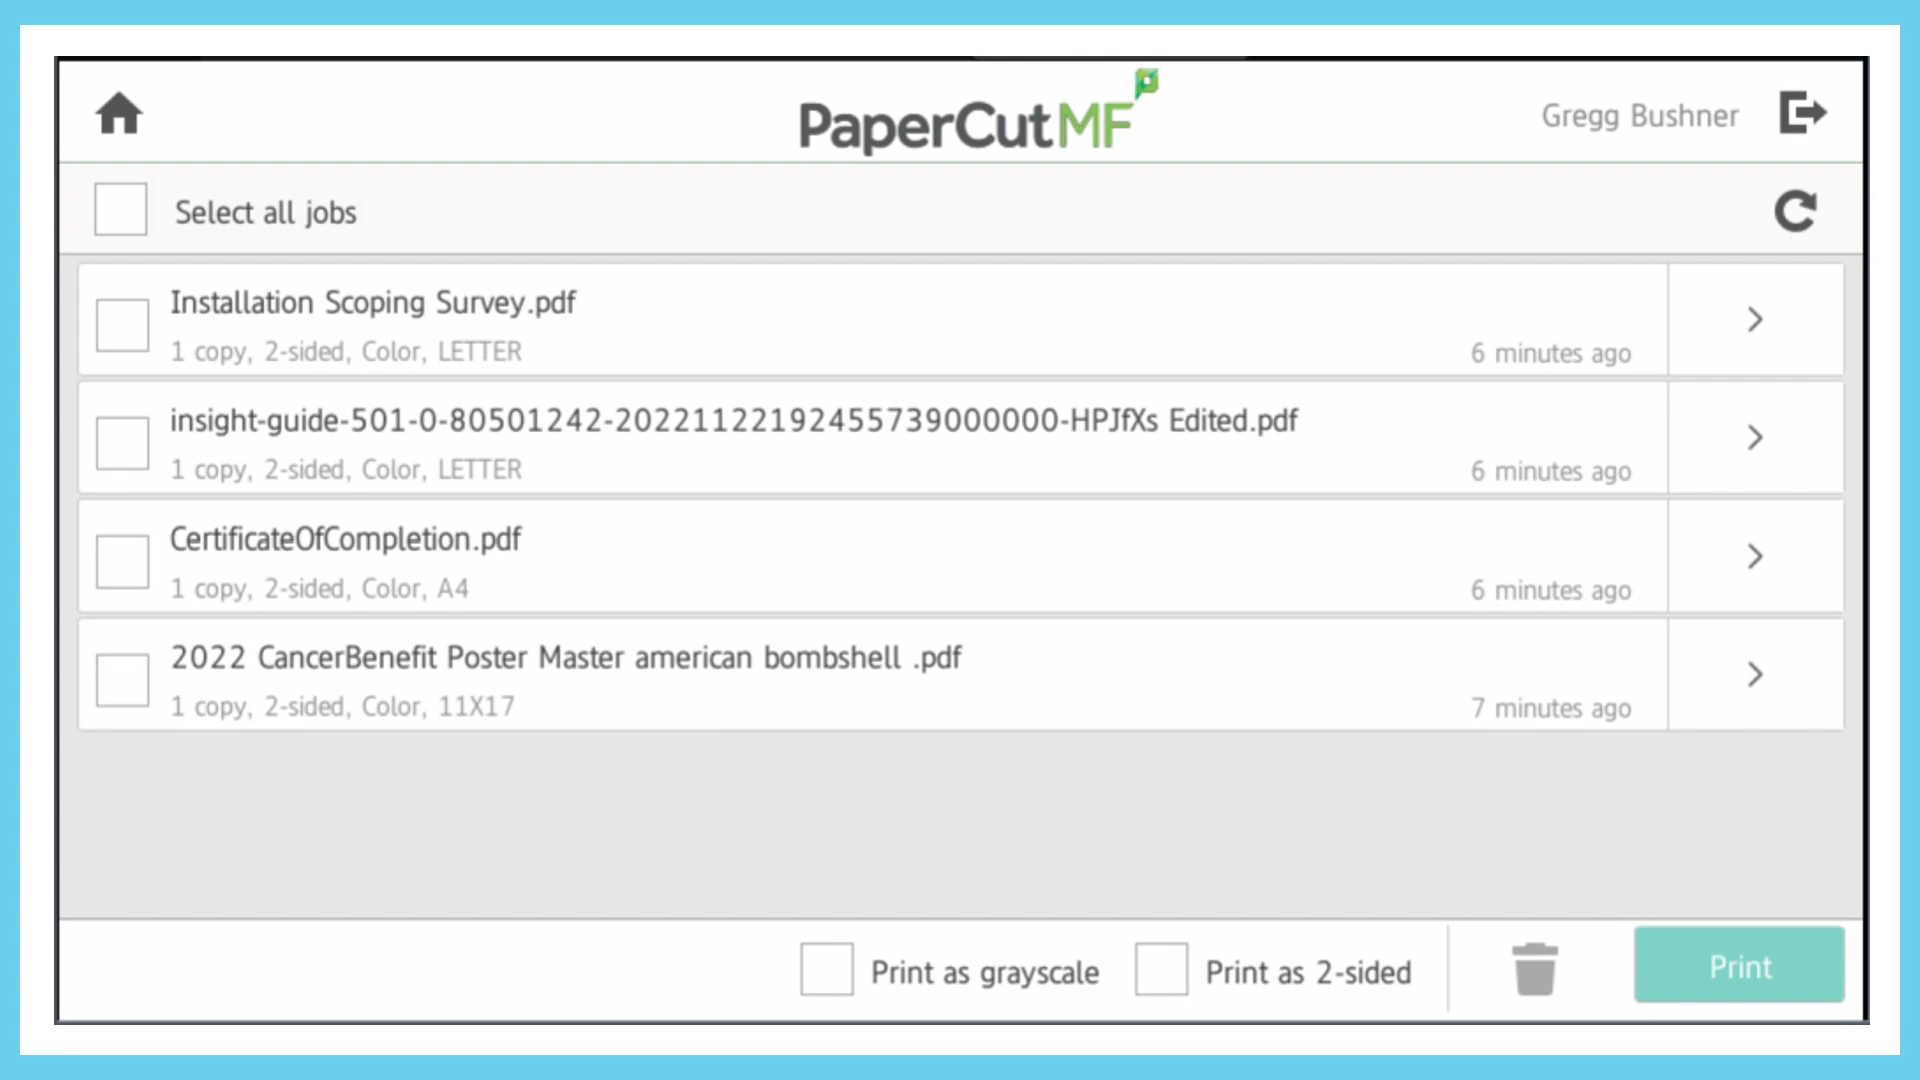 PaperCut MF
Gregg Bushner
Select all jobs
Installation Scoping Survey.pdf
1 copy, 2-sided, Color, LETTER
6 minutes ago
insight-guide-501-0-80501242-20221122192455739000000-HPJfXs Edited.pdf
1 copy, 2-sided, Color, LETTER
6 minutes ago
CertificateOfCompletion.pdf
1 copy, 2-sided, Color, A4
6 minutes ago
2022 CancerBenefit Poster Master american bombshell .pdf
1 copy, 2-sided, Color, 11X17
7 minutes ago
Print as grayscale
Print as 2-sided
Print